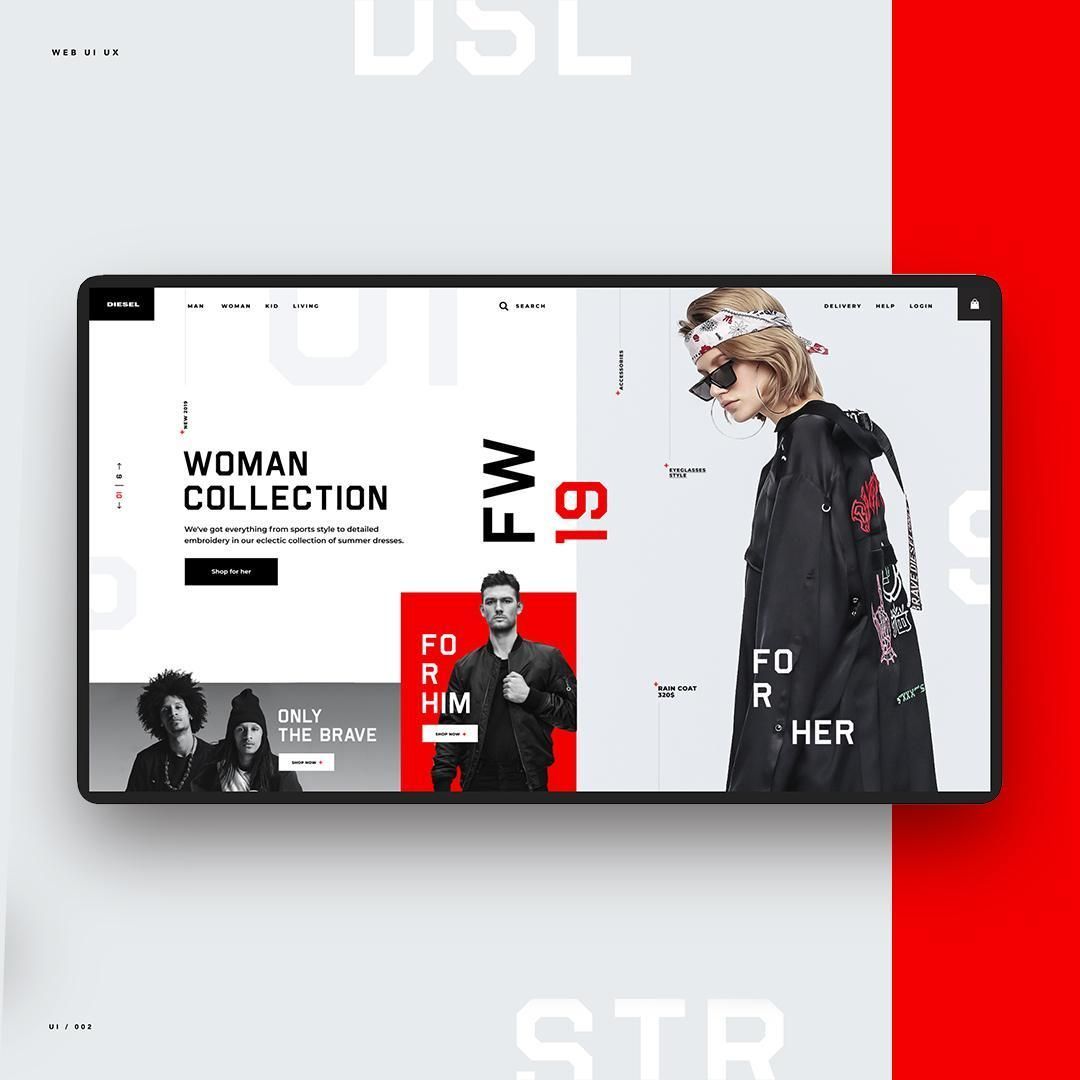 DSL
WEB UI UX
DIESEL
MAN WOMAN KID LIVING
SEARCH
DELIVERY HELP LOGIN
UI
+ACCESSORIES
+NEW 2019
WOMAN
COLLECTION
We've got everything from sports style to detailed
embroidery in our eclectic collection of summer dresses.
Shop for her
← 01 | 6 →
FW
19
+EYEGLASSES
STYLE
S
FO
R
HIM
SHOP NOW +
ONLY
THE BRAVE
SHOP NOW +
+RAIN COAT
320$
FO
R
HER
UI / 002
STR